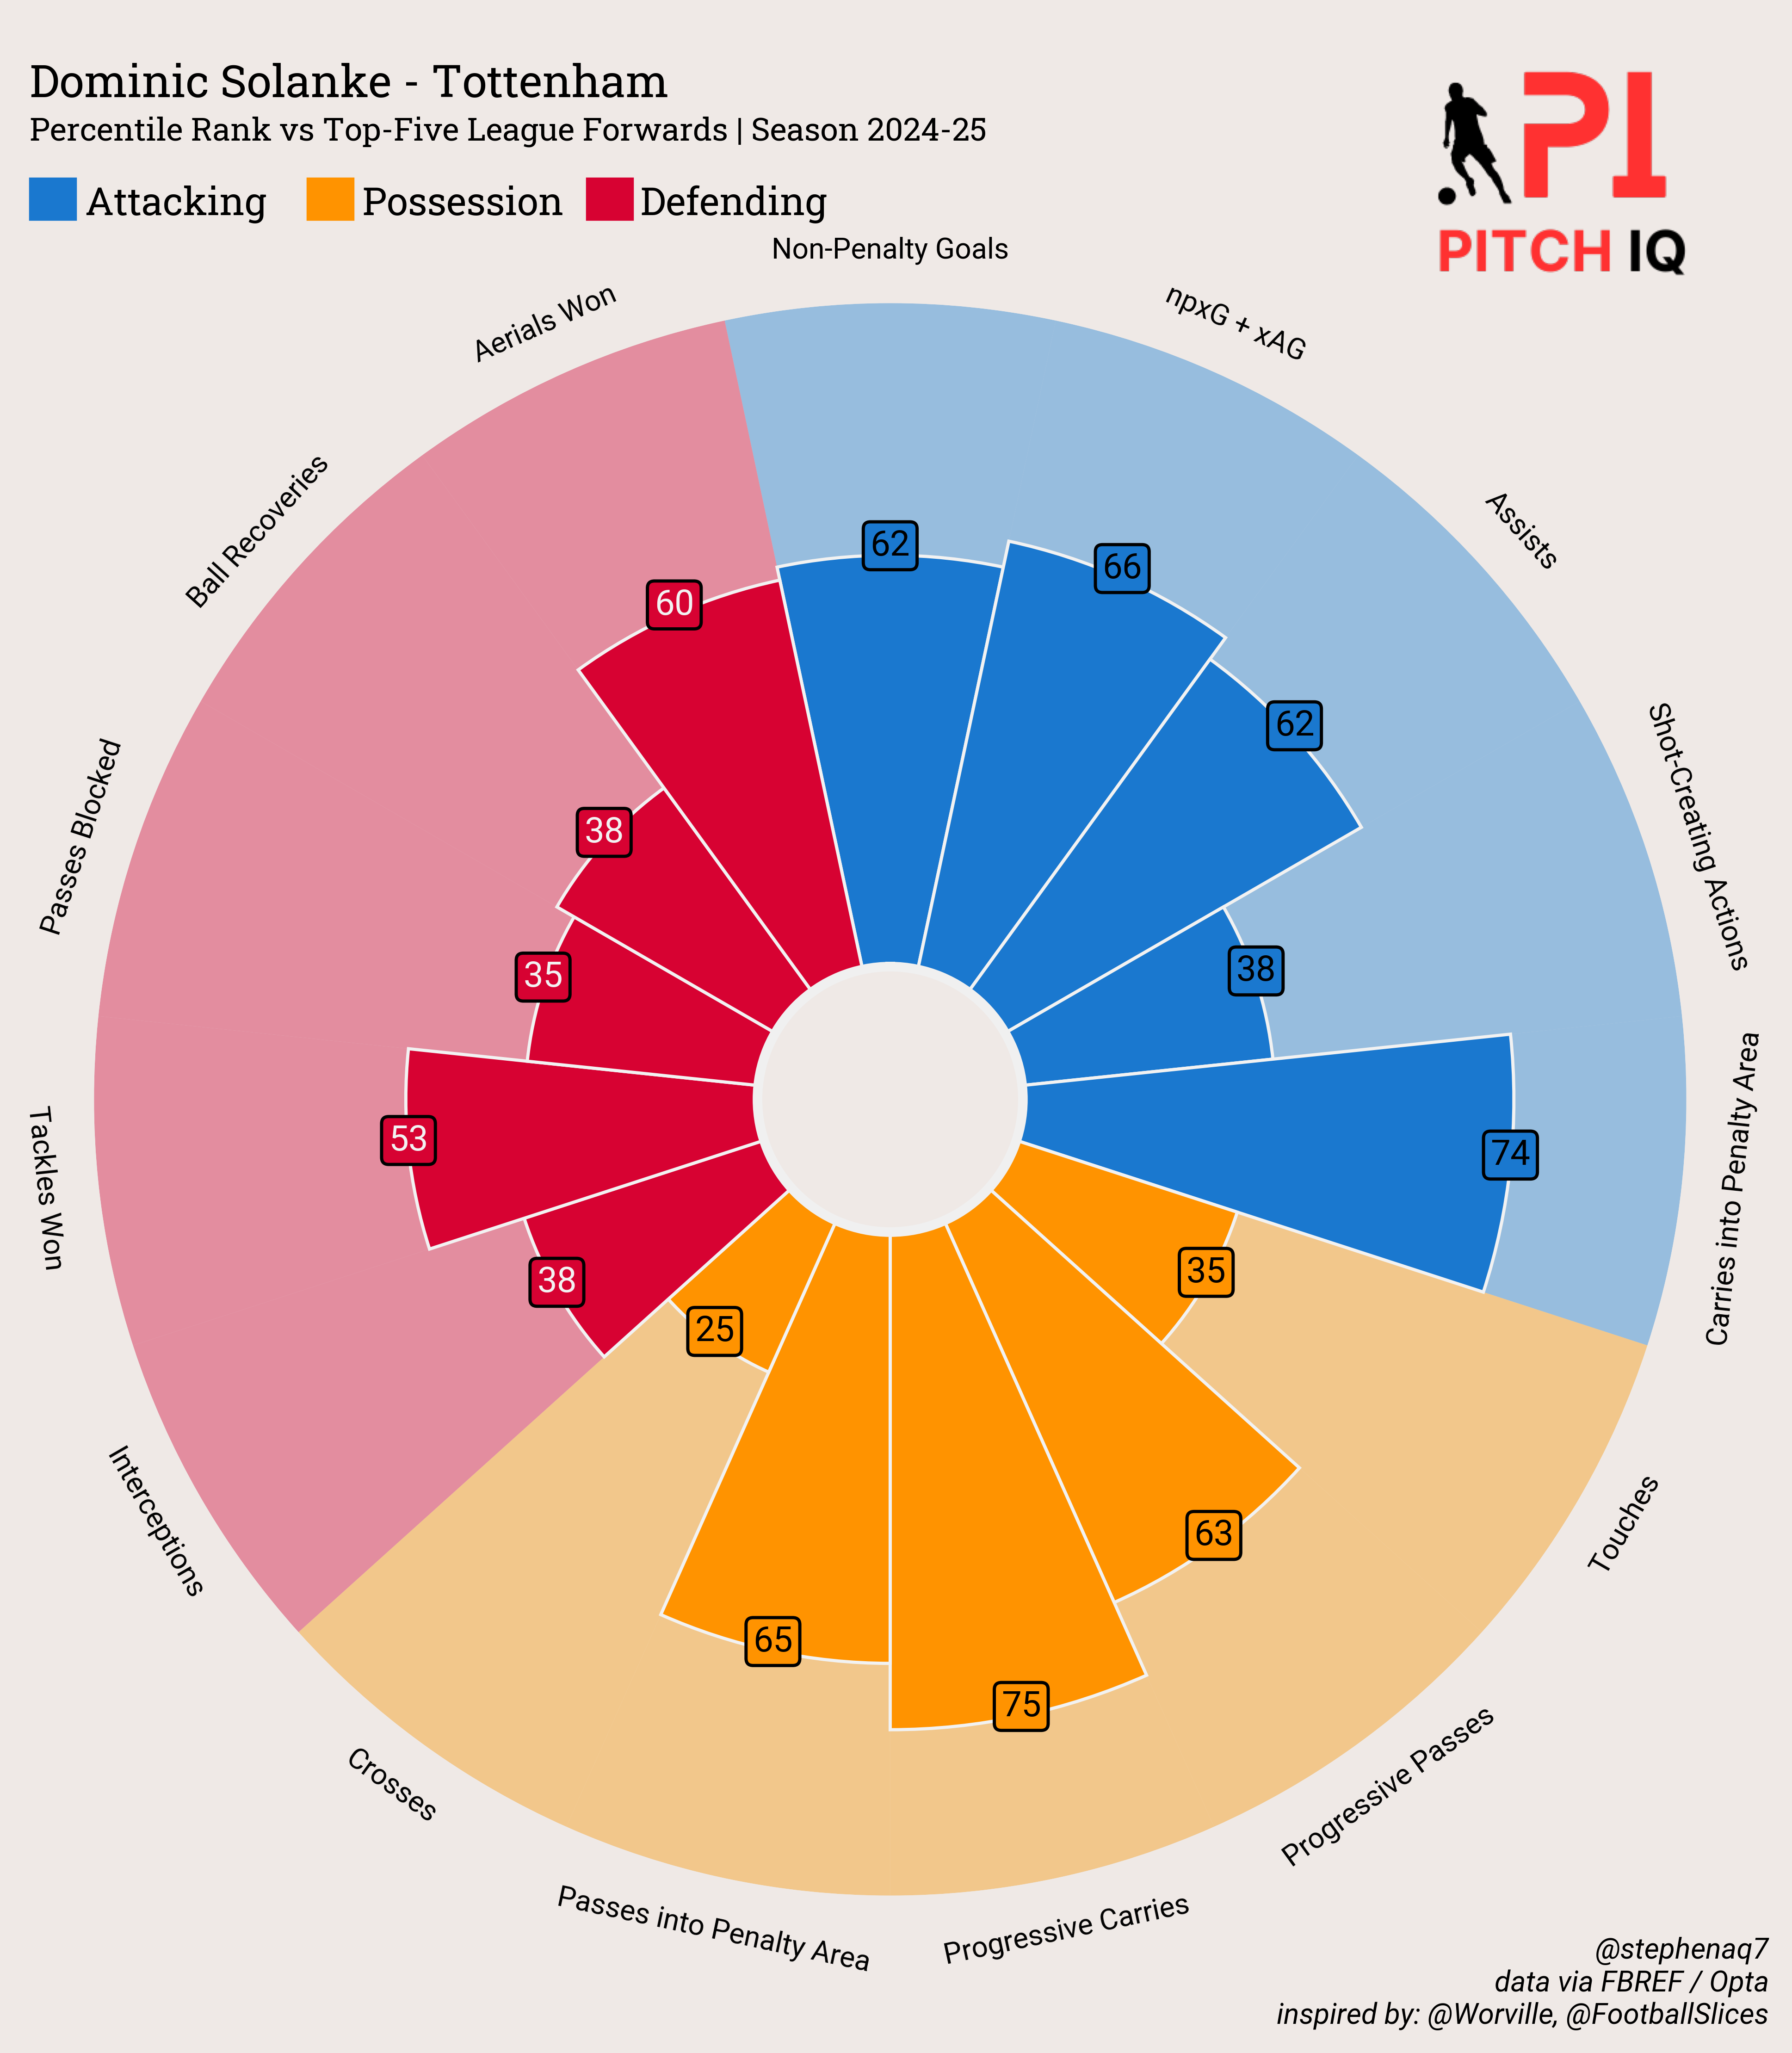 Dominic Solanke - Tottenham
Percentile Rank vs Top-Five League Forwards | Season 2024-25
Attacking
Possession
Defending
PI
PITCH IQ
Non-Penalty Goals
npxG + xAG
Assists
Shot-Creating Actions
Carries into Penalty Area
Touches
Progressive Passes
Progressive Carries
Passes into Penalty Area
Crosses
Interceptions
Tackles Won
Passes Blocked
Ball Recoveries
Aerials Won
62
66
62
38
74
35
63
75
65
25
38
53
35
38
60
@stephenaq7
data via FBREF / Opta
inspired by: @Worville, @FootballSlices